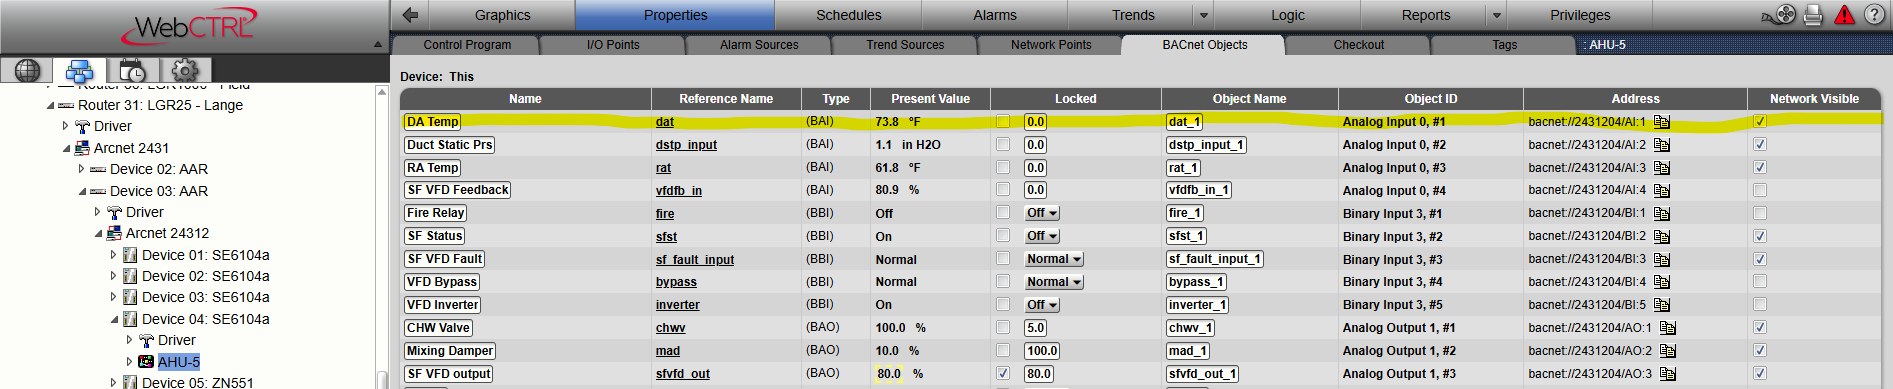 WebCTRL®
Graphics Properties Schedules Alarms Trends Logic Reports Privileges
Control Program I/O Points Alarm Sources Trend Sources Network Points BACnet Objects Checkout Tags : AHU-5
Router 31: LGR25 - Lange
Driver
Arcnet 2431
Device 02: AAR
Device 03: AAR
Driver
Arcnet 24312
Device 01: SE6104a
Device 02: SE6104a
Device 03: SE6104a
Device 04: SE6104a
Driver
AHU-5
Device 05: ZN551
Device: This
Name Reference Name Type Present Value Locked Object Name Object ID Address Network Visible
DA Temp dat (BAI) 73.8 °F 0.0 dat_1 Analog Input 0, #1 bacnet://2431204/AI:1
Duct Static Prs dstp_input (BAI) 1.1 in H2O 0.0 dstp_input_1 Analog Input 0, #2 bacnet://2431204/AI:2
RA Temp rat (BAI) 61.8 °F 0.0 rat_1 Analog Input 0, #3 bacnet://2431204/AI:3
SF VFD Feedback vfdfb_in (BAI) 80.9 % 0.0 vfdfb_in_1 Analog Input 0, #4 bacnet://2431204/AI:4
Fire Relay fire (BBI) Off Off fire_1 Binary Input 3, #1 bacnet://2431204/BI:1
SF Status sfst (BBI) On Off sfst_1 Binary Input 3, #2 bacnet://2431204/BI:2
SF VFD Fault sf_fault_input (BBI) Normal Normal sf_fault_input_1 Binary Input 3, #3 bacnet://2431204/BI:3
VFD Bypass bypass (BBI) Normal Normal bypass_1 Binary Input 3, #4 bacnet://2431204/BI:4
VFD Inverter inverter (BBI) On Off inverter_1 Binary Input 3, #5 bacnet://2431204/BI:5
CHW Valve chwv (BAO) 100.0 % 5.0 chwv_1 Analog Output 1, #1 bacnet://2431204/AO:1
Mixing Damper mad (BAO) 10.0 % 100.0 mad_1 Analog Output 1, #2 bacnet://2431204/AO:2
SF VFD output sfvfd_out (BAO) 80.0 % 80.0 sfvfd_out_1 Analog Output 1, #3 bacnet://2431204/AO:3